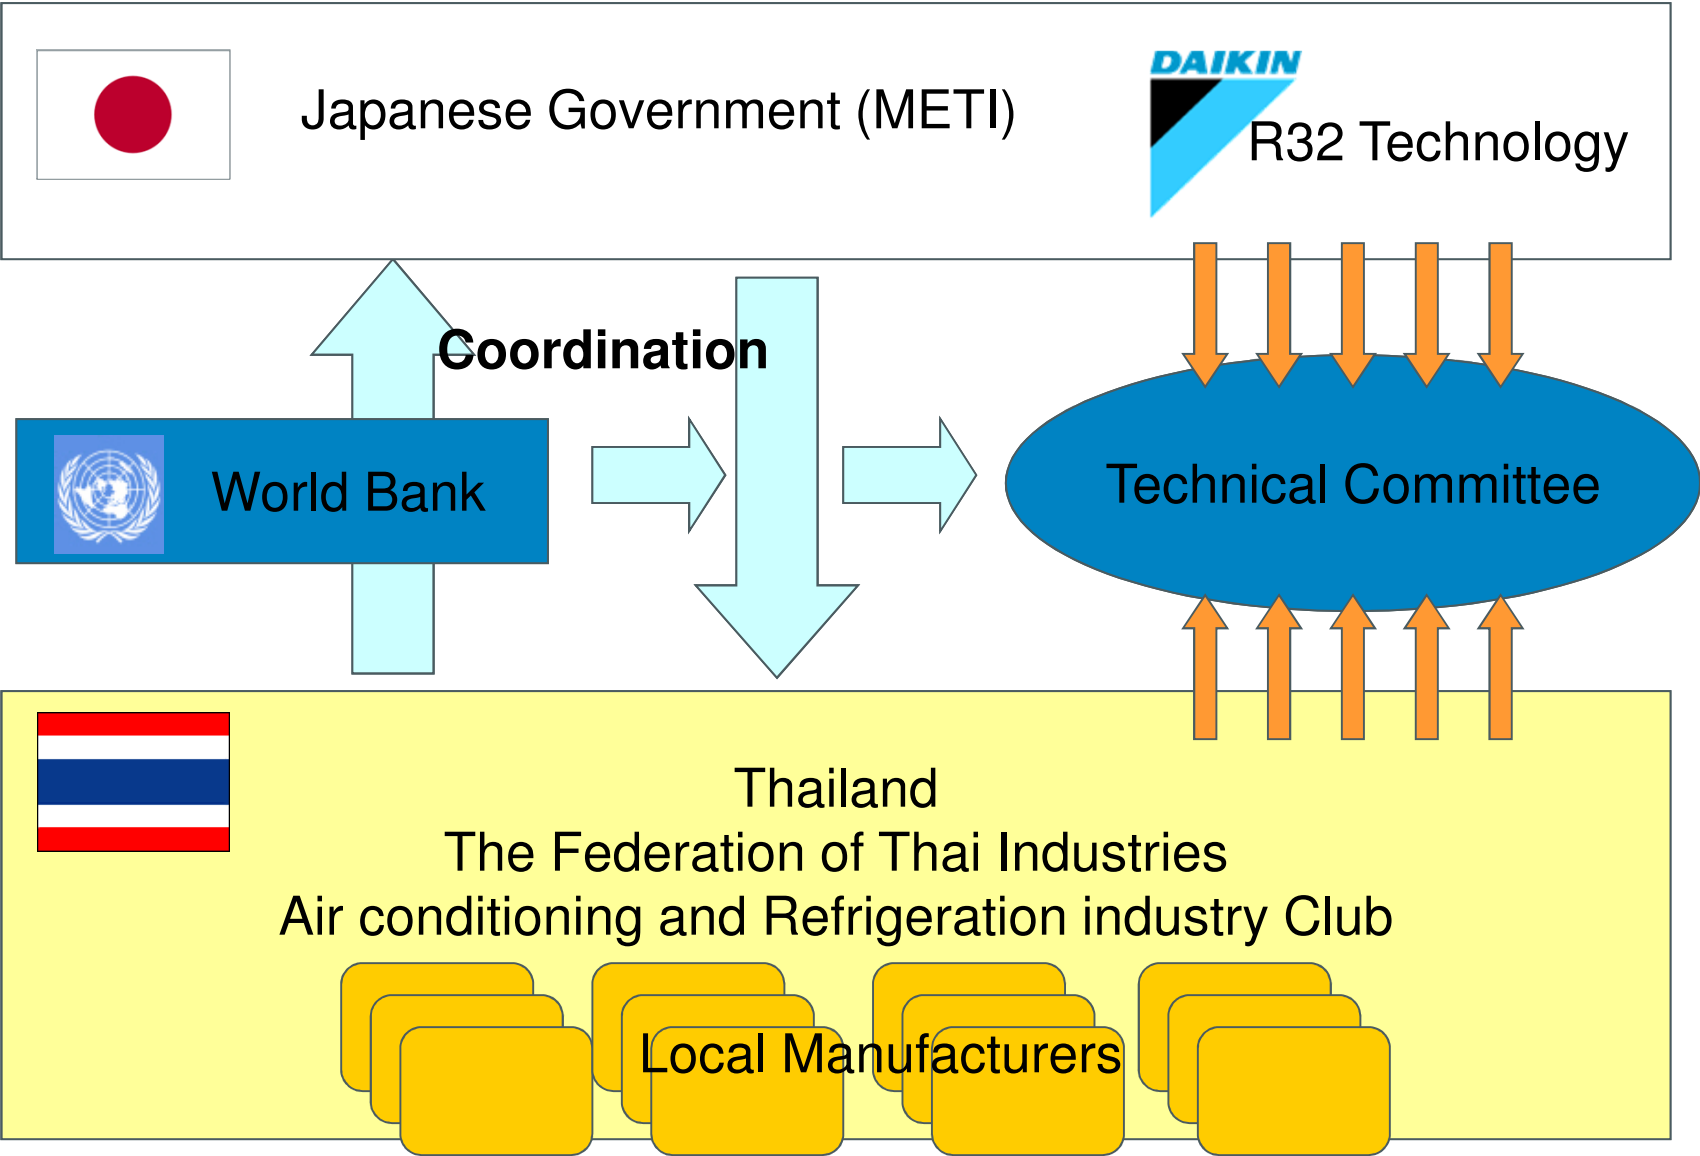 Japanese Government (METI)
DAIKIN
R32 Technology
Coordination
World Bank
Technical Committee
Thailand
The Federation of Thai Industries
Air conditioning and Refrigeration industry Club
Local Manufacturers